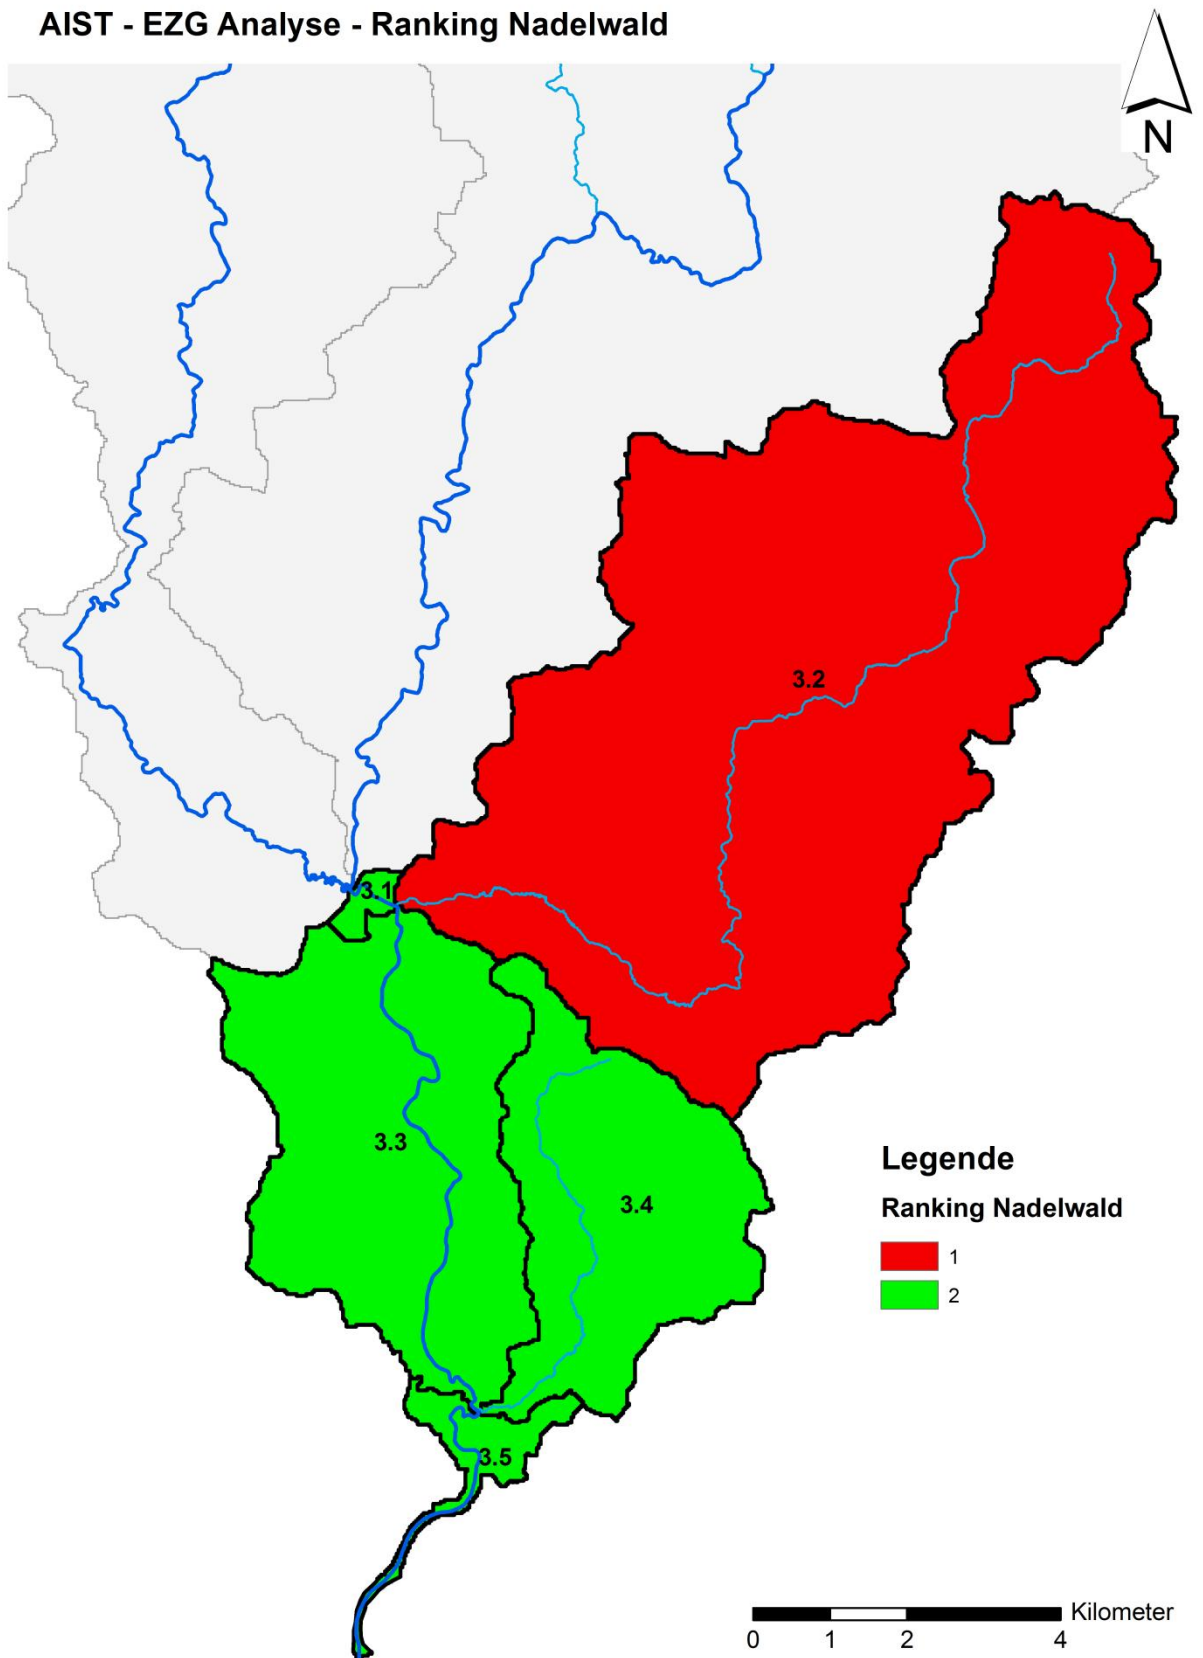 AIST - EZG Analyse - Ranking Nadelwald
N
3.2
3.1
3.3
3.4
3.5
Legende
Ranking Nadelwald
1
2
Kilometer
0 1 2 4